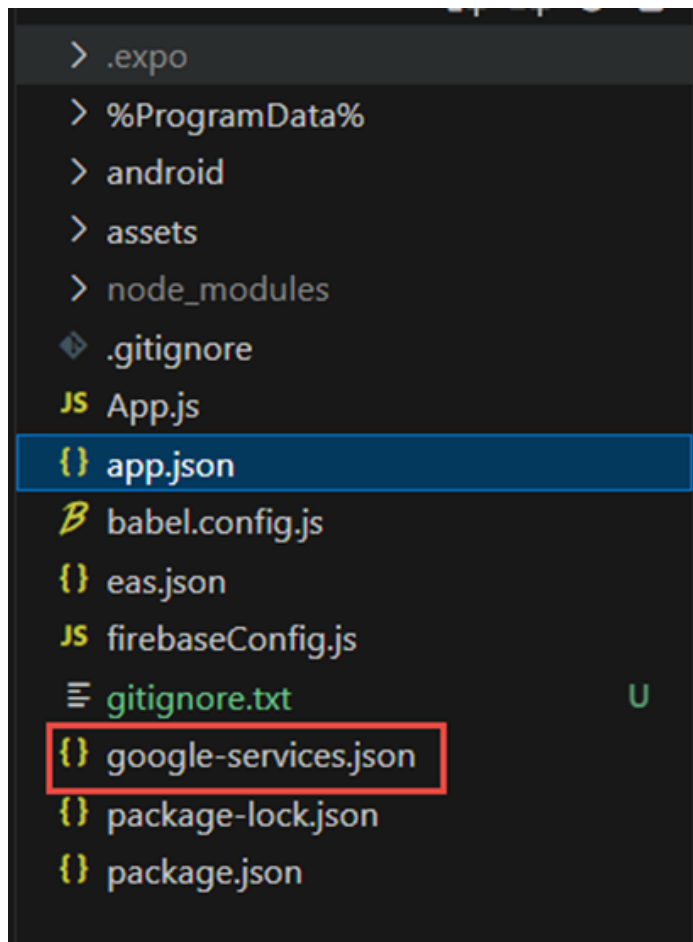 .expo
%ProgramData%
android
assets
node_modules
.gitignore
JS App.js
{} app.json
B babel.config.js
{} eas.json
JS firebaseConfig.js
gitignore.txt U
{} google-services.json
{} package-lock.json
{} package.json